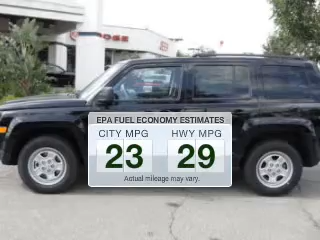 EPA FUEL ECONOMY ESTIMATES
CITY MPG HWY MPG
23 29
Actual mileage may vary.